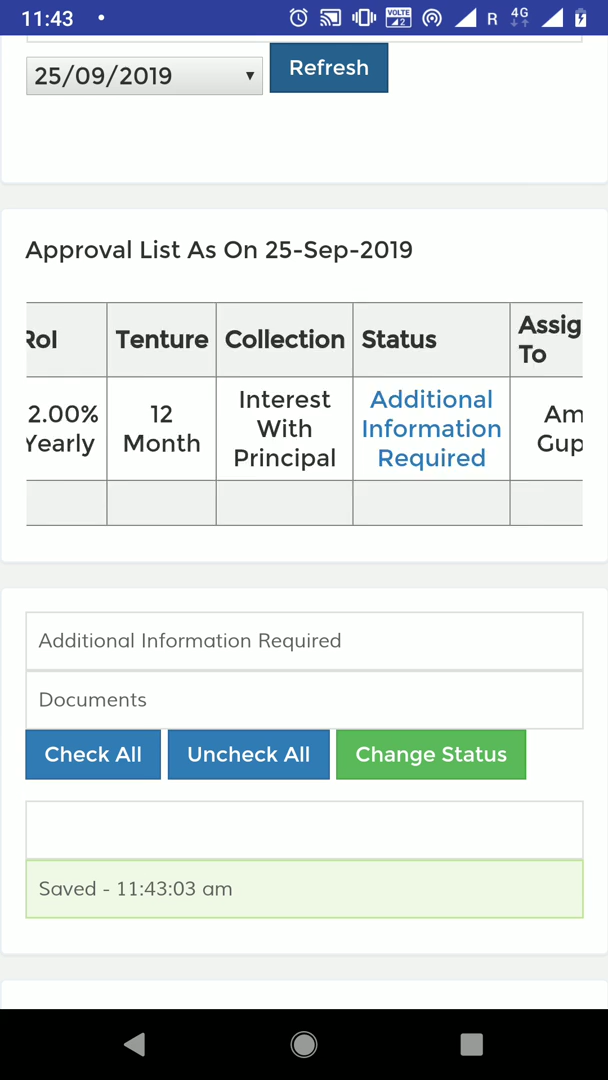 11:43 VOLTE 2 R 4G
25/09/2019 Refresh
Approval List As On 25-Sep-2019
RoI Tenture Collection Status Assig
To
2.00% Yearly 12 Month Interest With Principal Additional Information Required Am Gup
Additional Information Required
Documents
Check All Uncheck All Change Status
Saved - 11:43:03 am